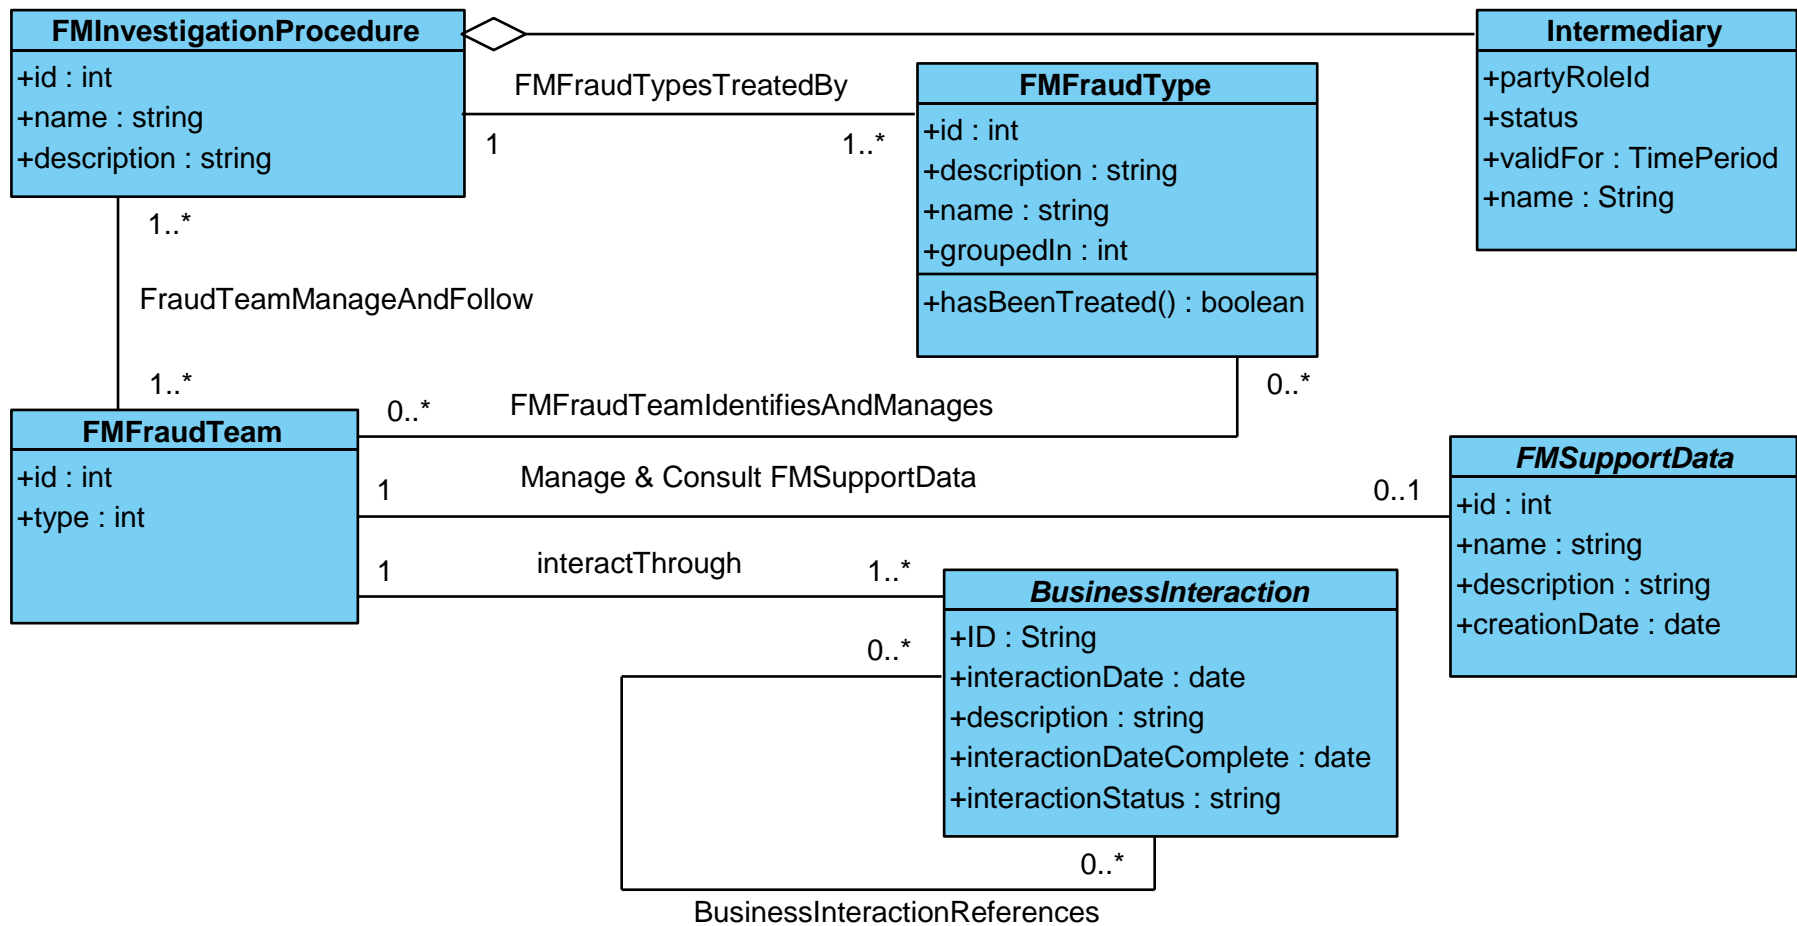 FMInvestigationProcedure
+id : int
+name : string
+description : string
FMFraudTypesTreatedBy
1
1..*
FMFraudType
+id : int
+description : string
+name : string
+groupedIn : int
+hasBeenTreated() : boolean
Intermediary
+partyRoleId
+status
+validFor : TimePeriod
+name : String
1..*
FraudTeamManageAndFollow
1..*
0..*
FMFraudTeamIdentifiesAndManages
0..*
FMFraudTeam
+id : int
+type : int
1
Manage & Consult FMSupportData
0..1
FMSupportData
+id : int
+name : string
+description : string
+creationDate : date
1
interactThrough
1..*
BusinessInteraction
+ID : String
+interactionDate : date
+description : string
+interactionDateComplete : date
+interactionStatus : string
0..*
0..*
BusinessInteractionReferences